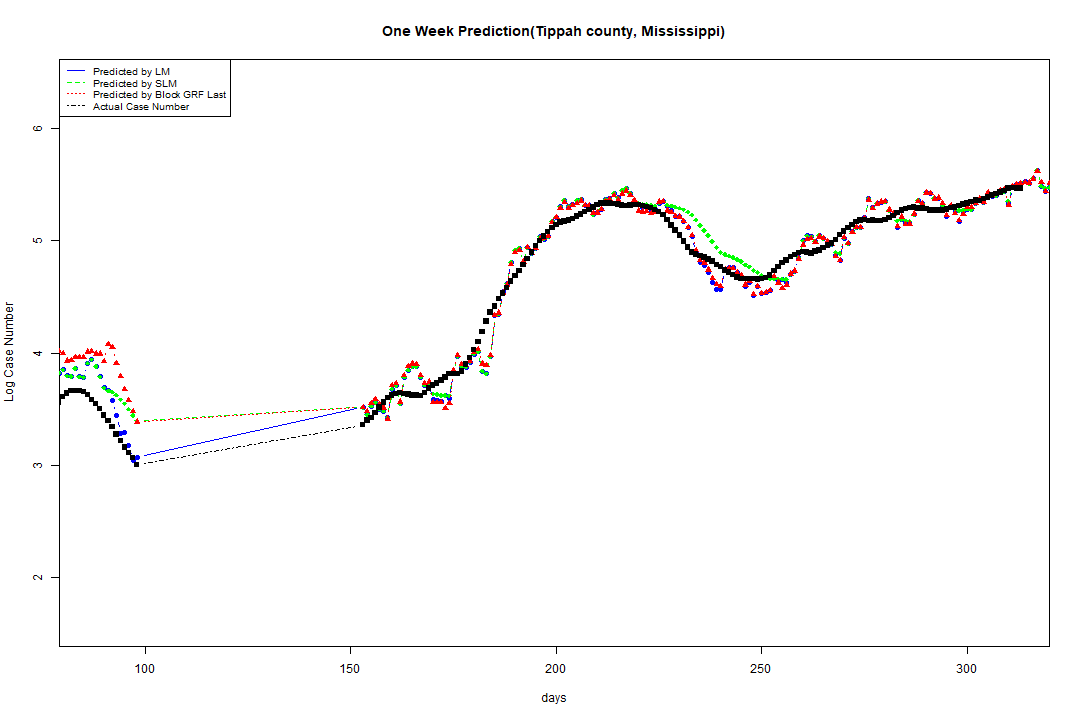 One Week Prediction(Tippah county, Mississippi)
Predicted by LM
Predicted by SLM
Predicted by Block GRF Last
Actual Case Number
6
5
4
3
2
Log Case Number
100 150 200 250 300
days